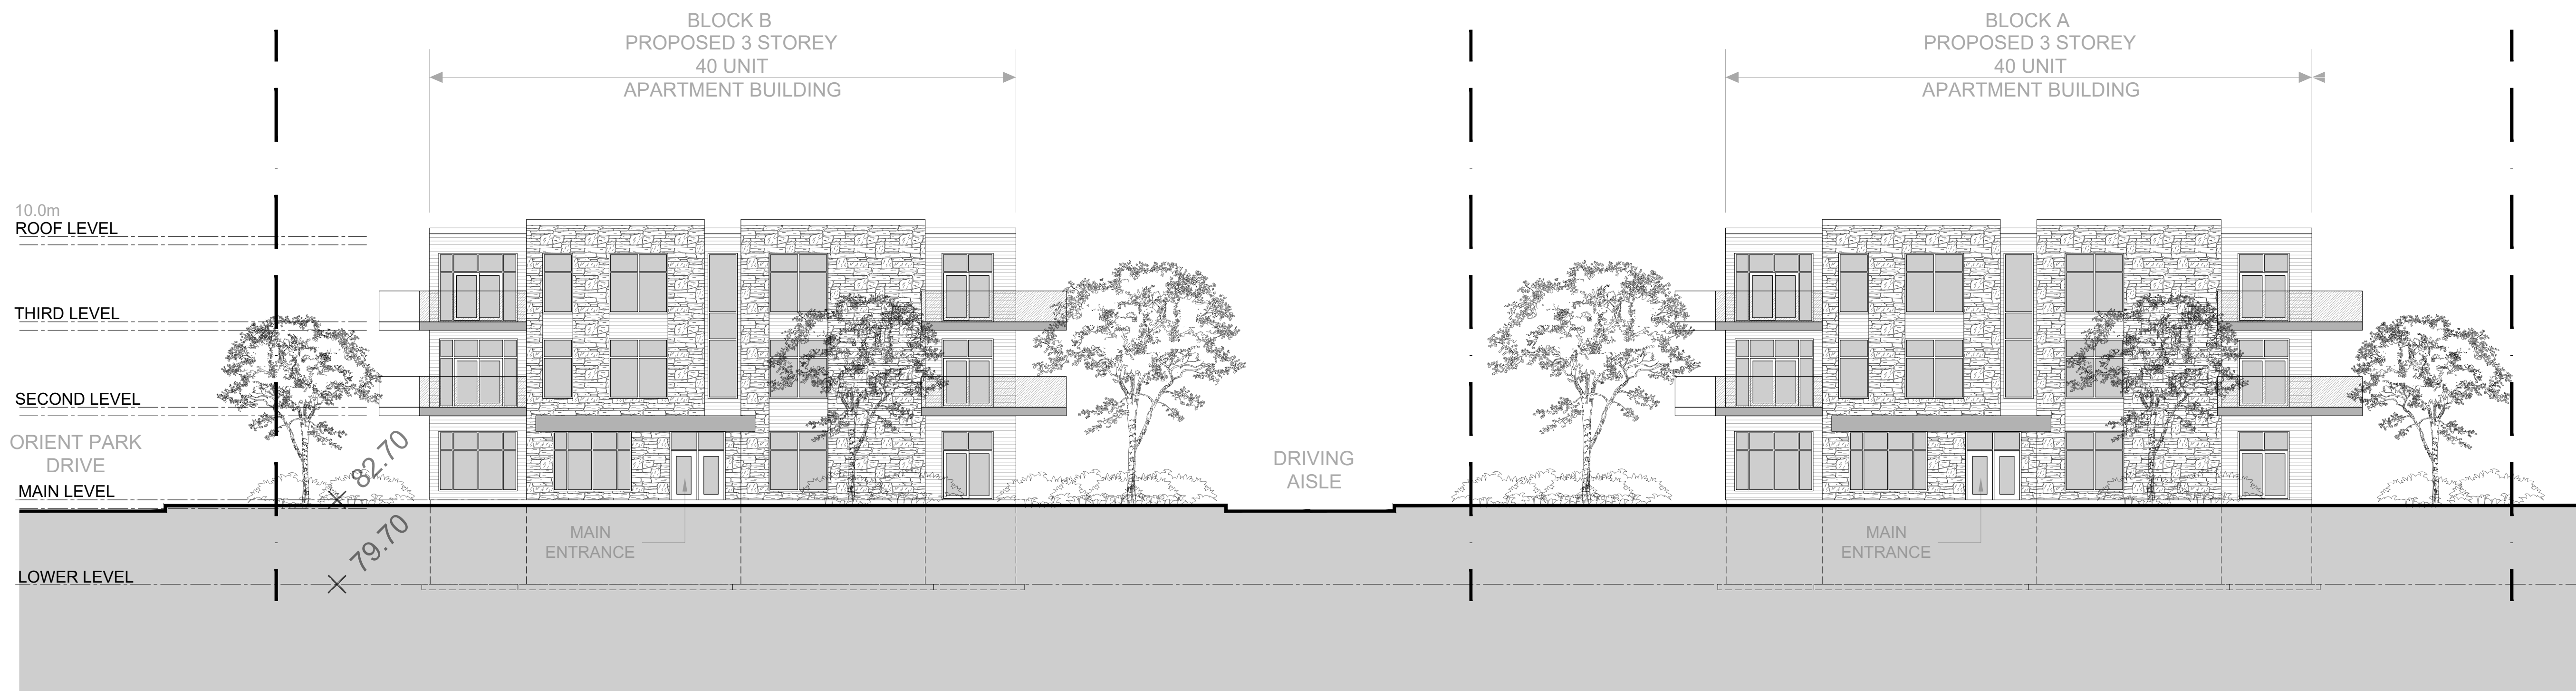 BLOCK B
PROPOSED 3 STOREY
40 UNIT
APARTMENT BUILDING
BLOCK A
PROPOSED 3 STOREY
40 UNIT
APARTMENT BUILDING
10.0m
ROOF LEVEL
THIRD LEVEL
SECOND LEVEL
ORIENT PARK
DRIVE
MAIN LEVEL
82.70
79.70
LOWER LEVEL
MAIN
ENTRANCE
DRIVING
AISLE
MAIN
ENTRANCE